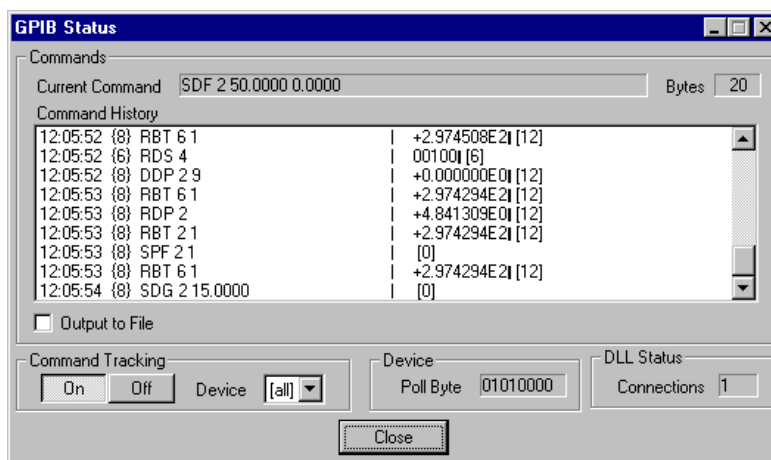 GPIB Status
Commands
Current Command SDF 2 50.0000 0.0000 Bytes 20
Command History
12:05:52 {8} RBT 6 1 | +2.974508E2 [12]
12:05:52 {6} RDS 4 | 00100 [6]
12:05:52 {8} DDP 2 9 | +0.000000E0 [12]
12:05:53 {8} RBT 6 1 | +2.974294E2 [12]
12:05:53 {8} RDP 2 | +4.841309E0 [12]
12:05:53 {8} RBT 2 1 | +2.974294E2 [12]
12:05:53 {8} SPF 2 1 | [0]
12:05:53 {8} RBT 6 1 | +2.974294E2 [12]
12:05:54 {8} SDG 2 15.0000 | [0]
Output to File
Command Tracking
On Off Device [all]
Device
Poll Byte 01010000
DLL Status
Connections 1
Close